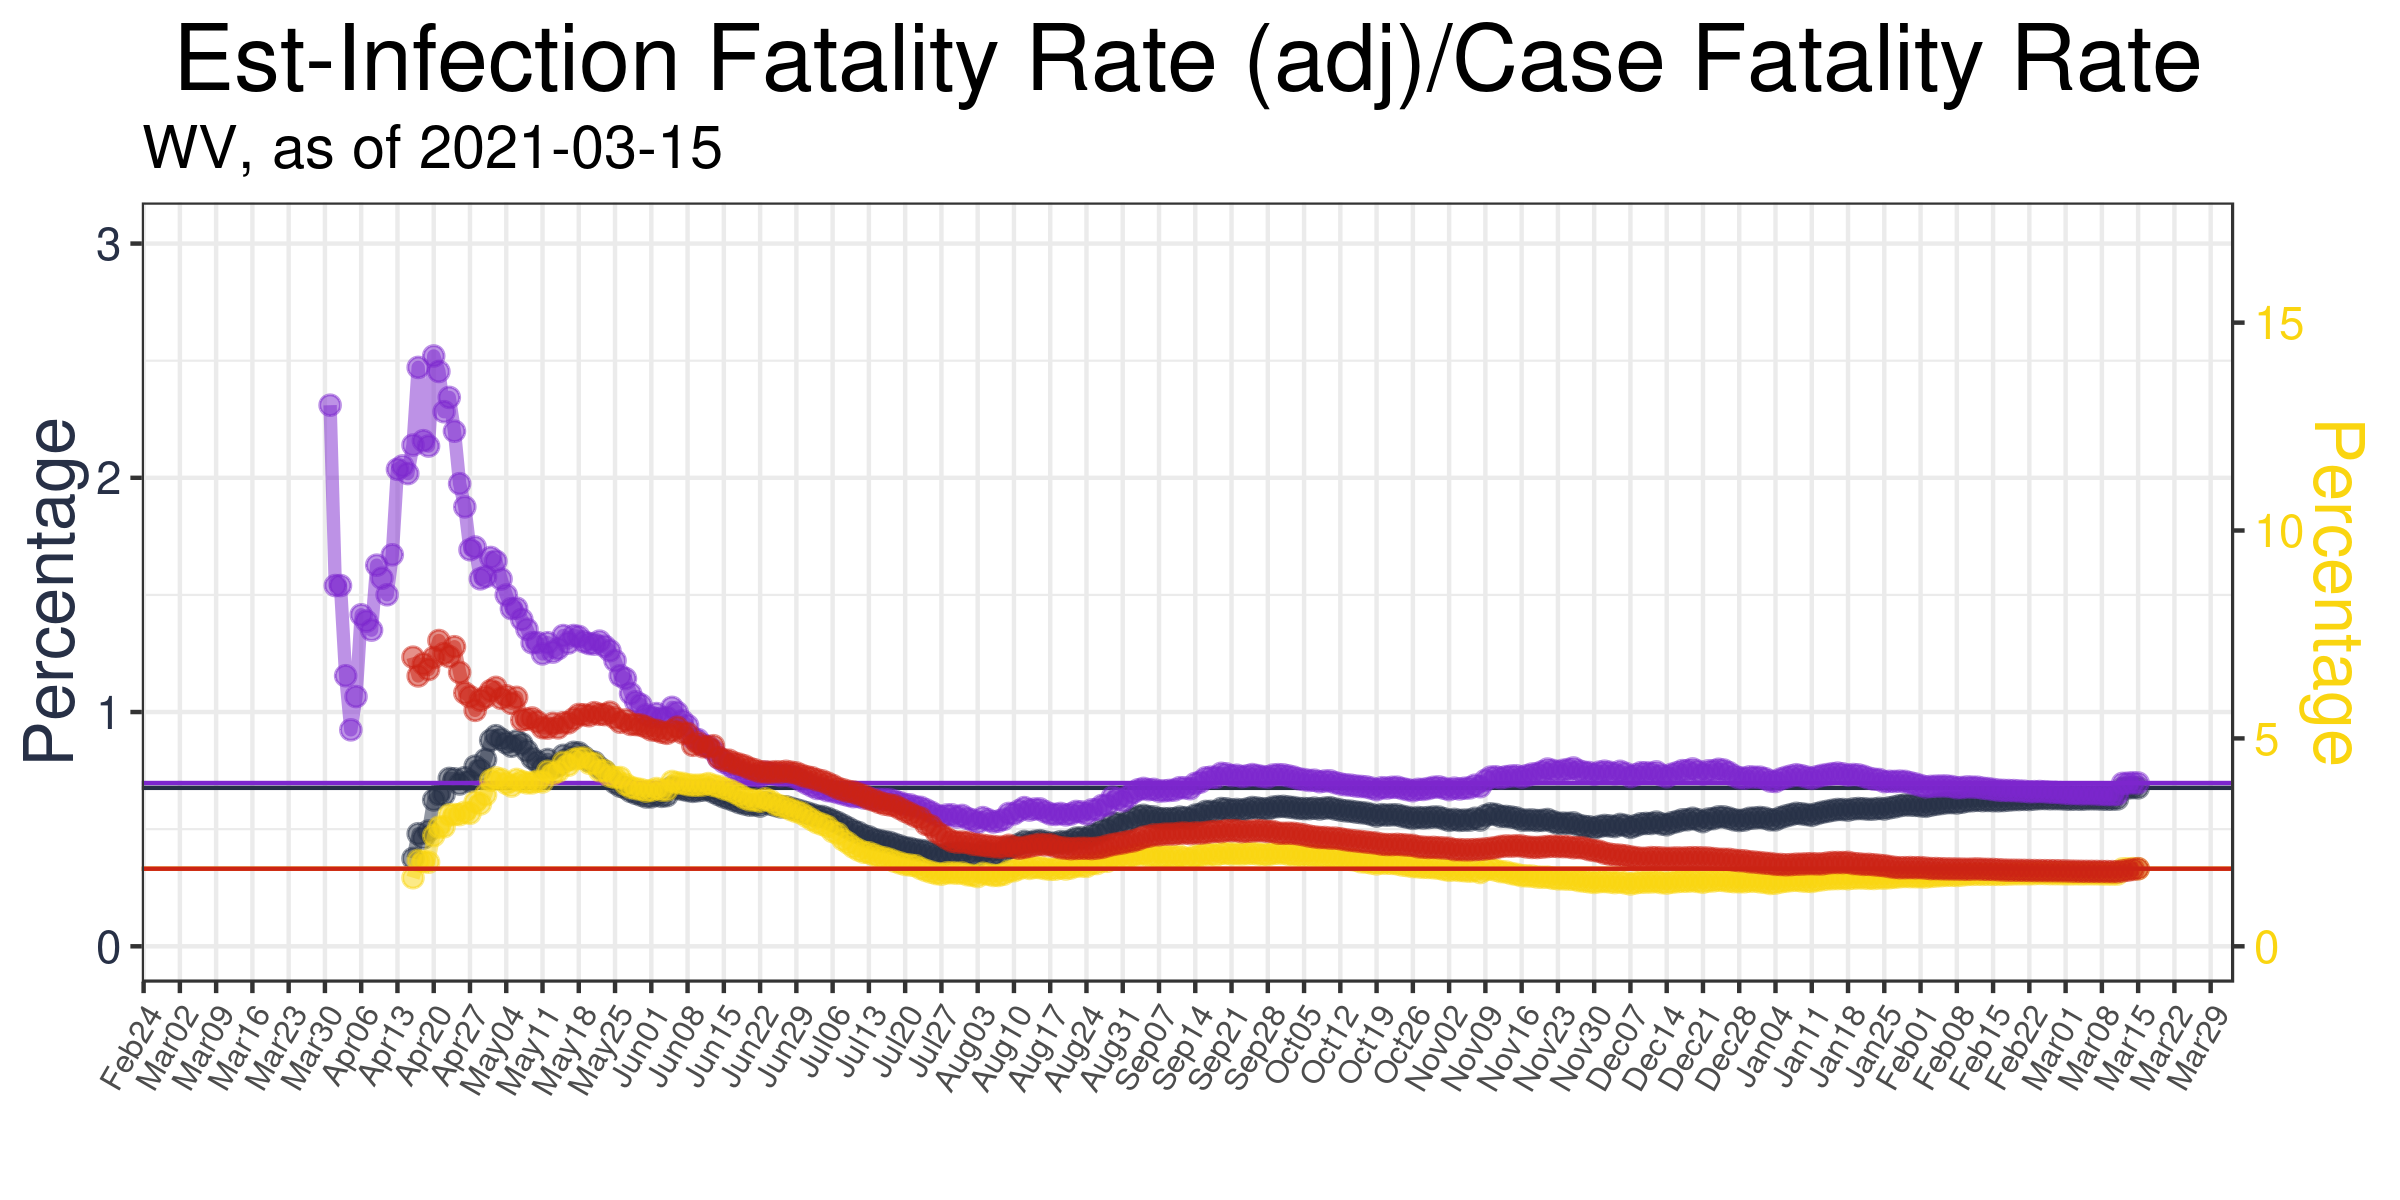 Est-Infection Fatality Rate (adj)/Case Fatality Rate
WV, as of 2021-03-15
Percentage
3
2
1
0
15
10
5
0
Percentage
Feb24
Mar02
Mar09
Mar16
Mar23
Mar30
Apr06
Apr13
Apr20
Apr27
May04
May11
May18
May25
Jun01
Jun08
Jun15
Jun22
Jun29
Jul06
Jul13
Jul20
Jul27
Aug03
Aug10
Aug17
Aug24
Aug31
Sep07
Sep14
Sep21
Sep28
Oct05
Oct12
Oct19
Oct26
Nov02
Nov09
Nov16
Nov23
Nov30
Dec07
Dec14
Dec21
Dec28
Jan04
Jan11
Jan18
Jan25
Feb01
Feb08
Feb15
Feb22
Mar01
Mar08
Mar15
Mar22
Mar29